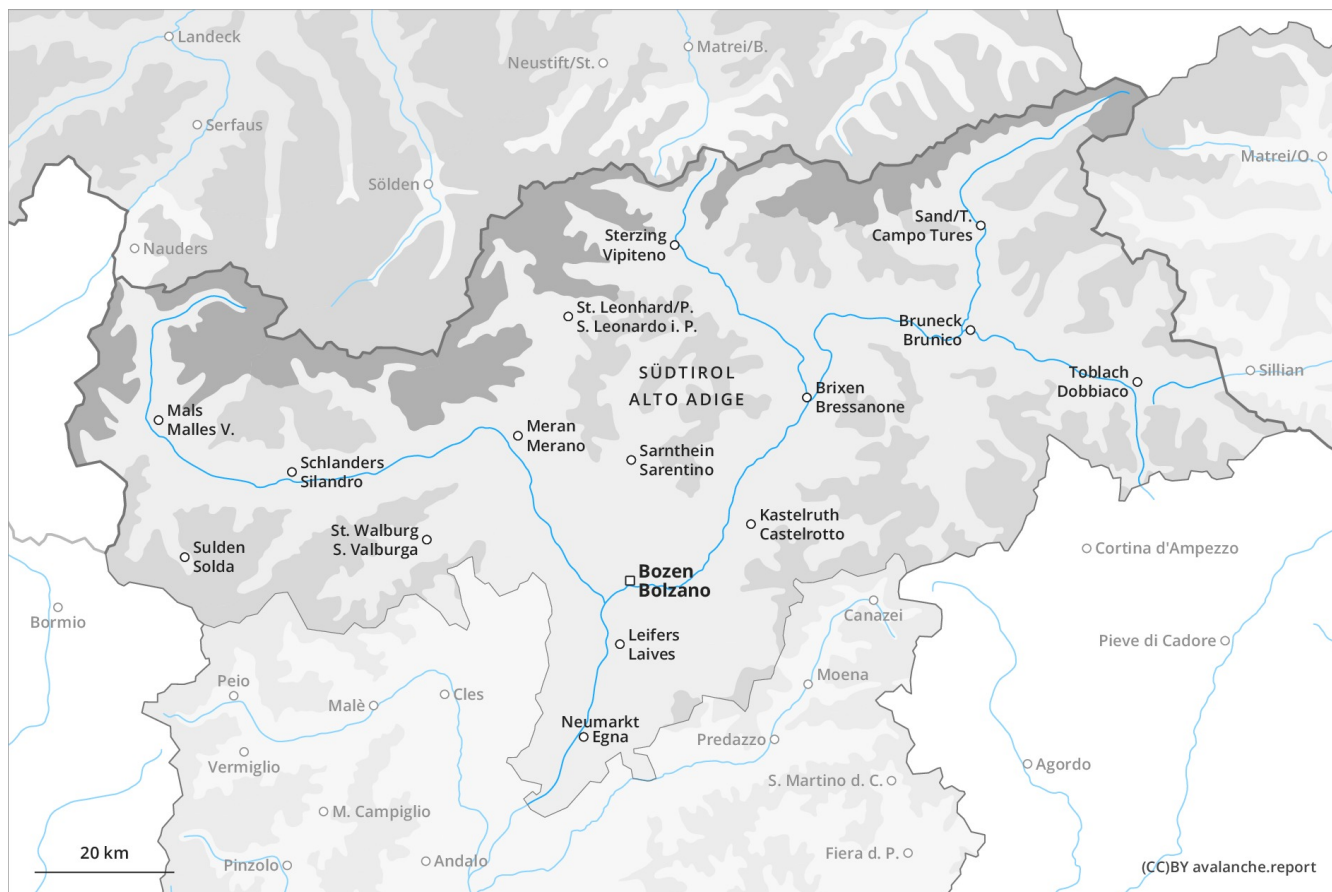 Landeck
Matrei/B.
Neustift/St.
Serfaus
Matrei/O.
Sölden
Sand/T.
Campo Tures
Nauders
Sterzing
Vipiteno
St. Leonhard/P.
S. Leonardo i. P.
Bruneck
Brunico
SÜDTIROL
ALTO ADIGE
Toblach
Dobbiaco
Sillian
Brixen
Bressanone
Mals
Malles V.
Meran
Merano
Sarnthein
Sarentino
Schlanders
Silandro
Kastelruth
Castelrotto
St. Walburg
S. Valburga
Sulden
Solda
Cortina d'Ampezzo
Bozen
Bolzano
Bormio
Canazei
Leifers
Laives
Pieve di Cadore
Peio
Moena
Malè
Cles
Neumarkt
Egna
Predazzo
Vermiglio
Agordo
S. Martino d. C.
M. Campiglio
20 km
Pinzolo
Andalo
Fiera d. P.
(CC)BY avalanche.report